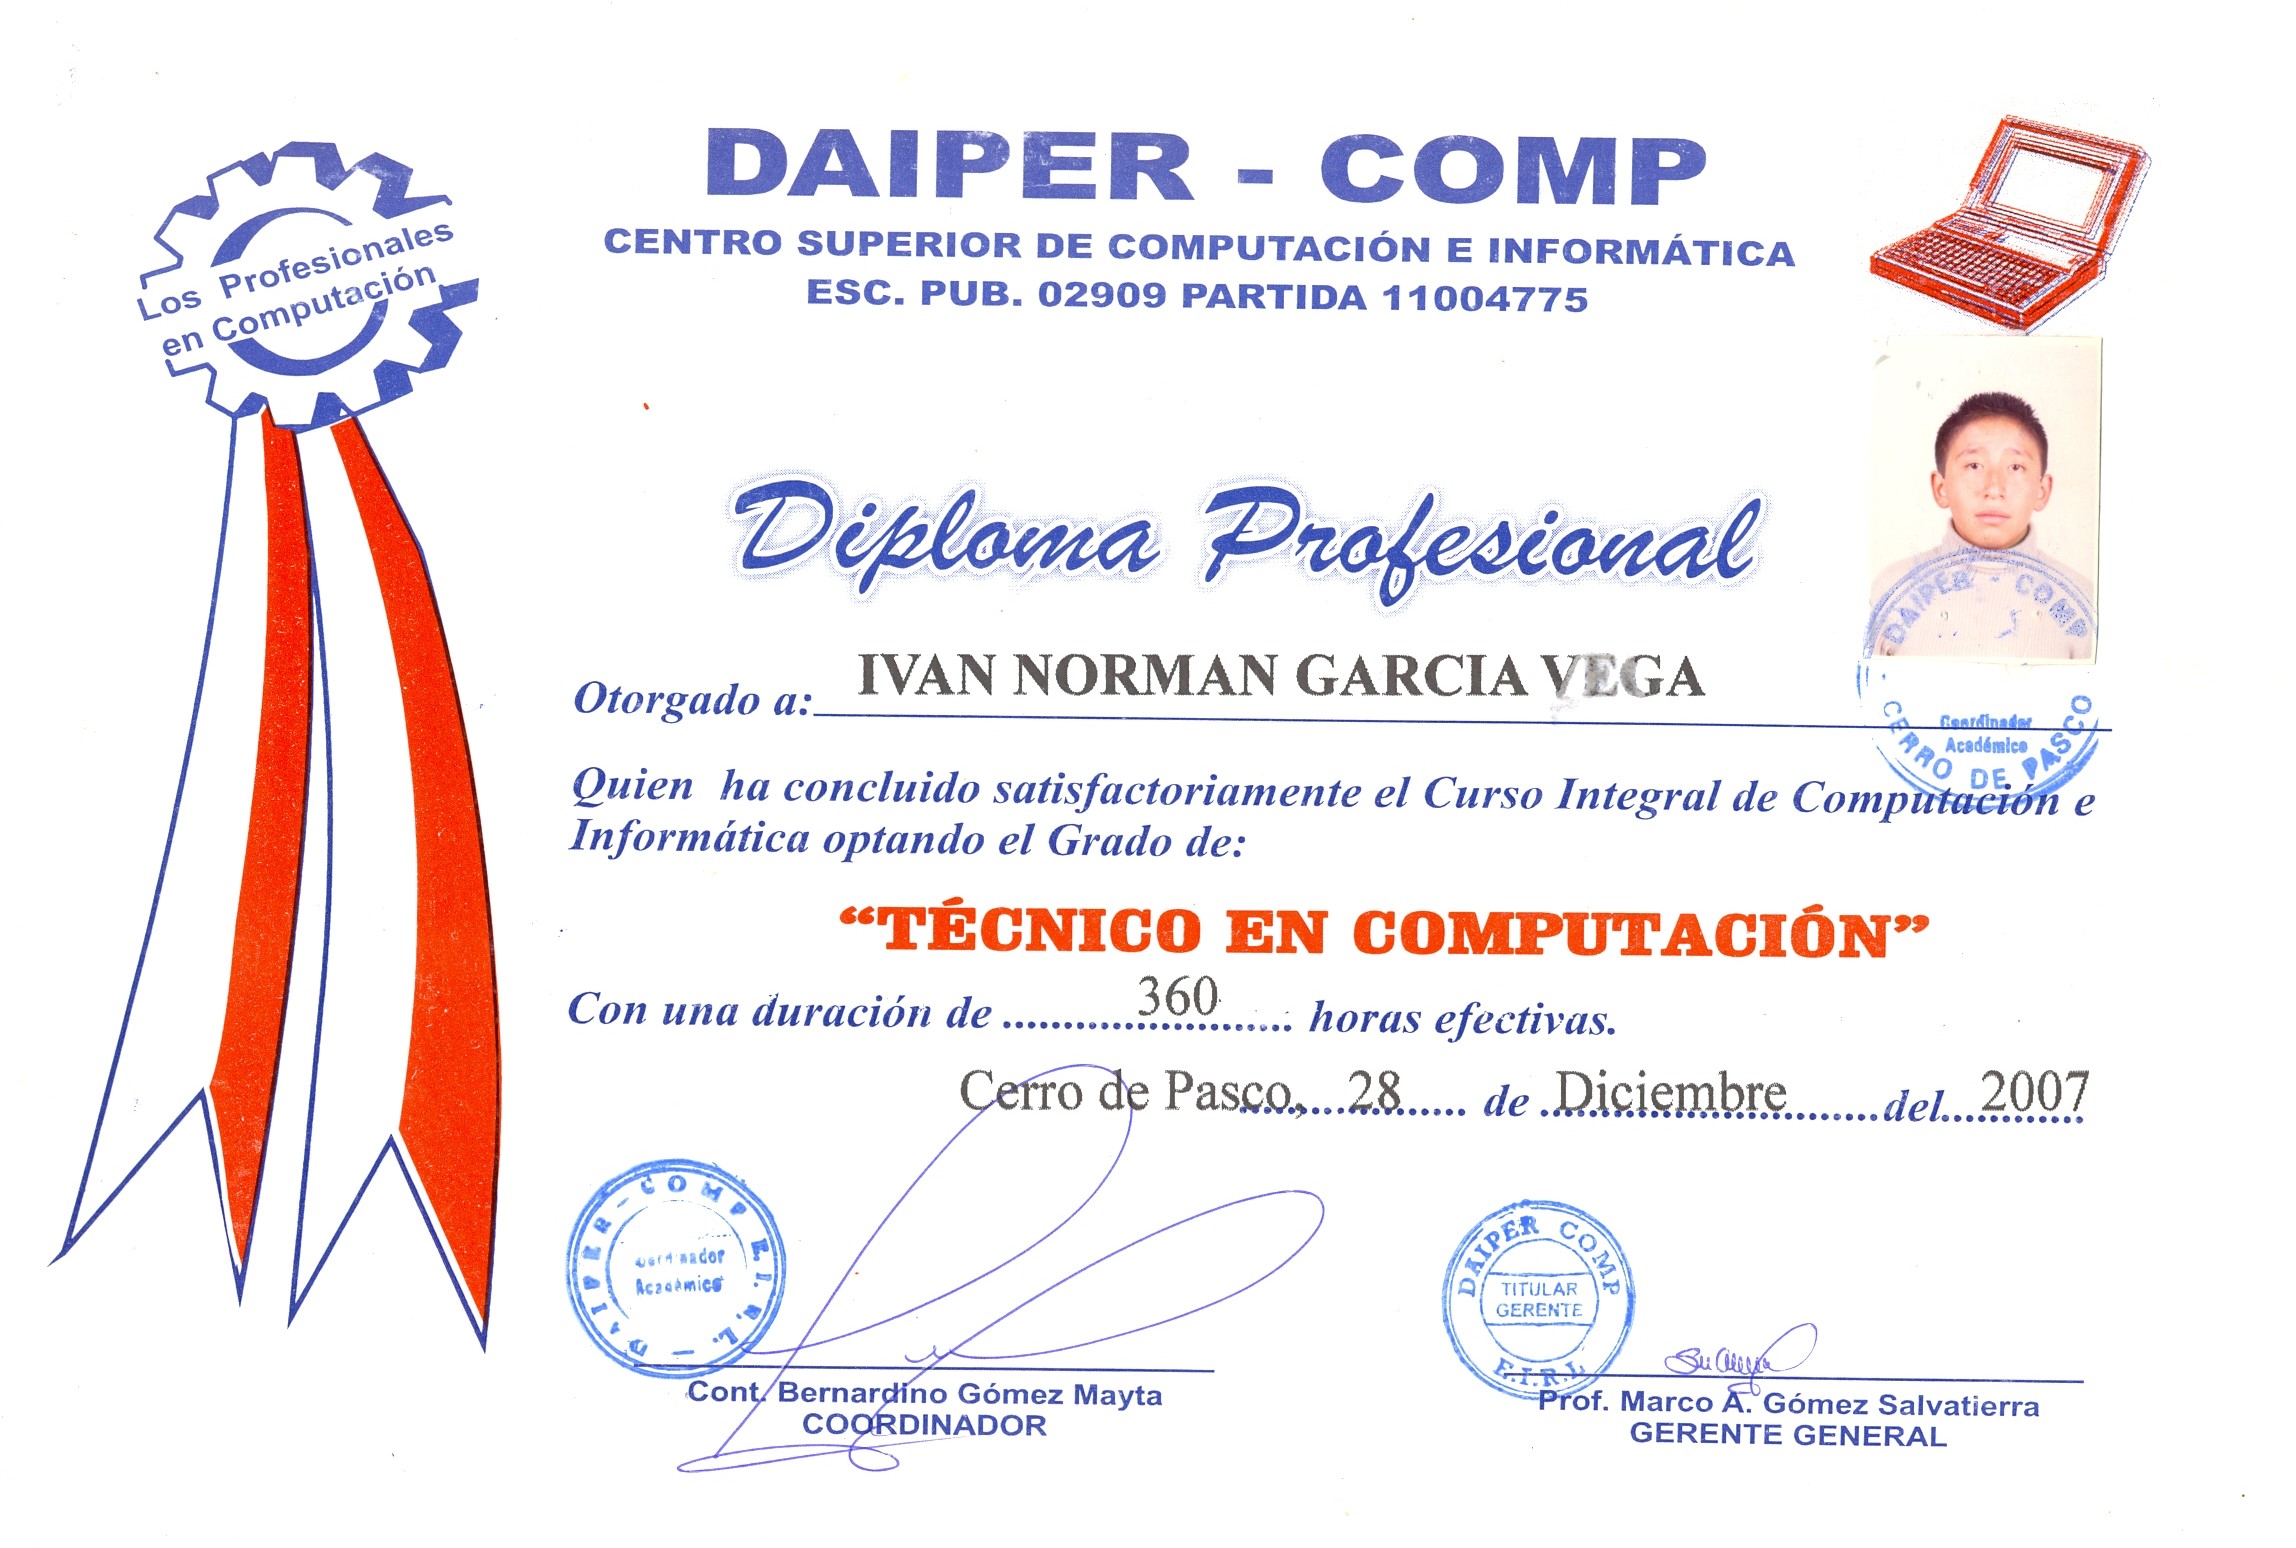 DAIPER - COMP
CENTRO SUPERIOR DE COMPUTACIÓN E INFORMÁTICA
ESC. PUB. 02909 PARTIDA 11004775
Los Profesionales
en Computación
Diploma Profesional
DAIPER - COMP
Otorgado a: IVAN NORMAN GARCIA VEGA
Coordinador
Académico
- CERRO DE PASCO
Quien ha concluido satisfactoriamente el Curso Integral de Computación e
Informática optando el Grado de:
“TÉCNICO EN COMPUTACIÓN”
Con una duración de ........360........ horas efectivas.
Cerro de Pasco, 28 de Diciembre del 2007
DAIPER - COMP E.I.R.L.
Coordinador
Académico
DAIPER COMP
TITULAR
GERENTE
E.I.R.L
Cont. Bernardino Gómez Mayta
COORDINADOR
Prof. Marco A. Gómez Salvatierra
GERENTE GENERAL